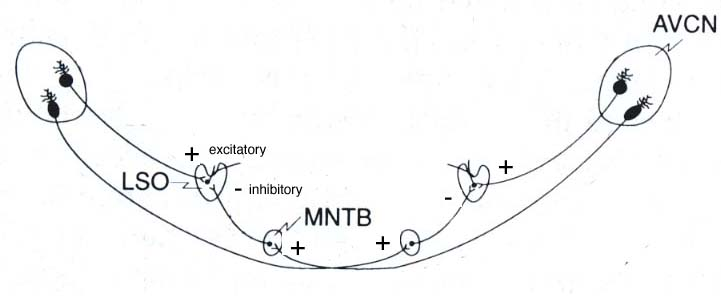 AVCN
+ excitatory
+
LSO
- inhibitory
-
MNTB
+
+